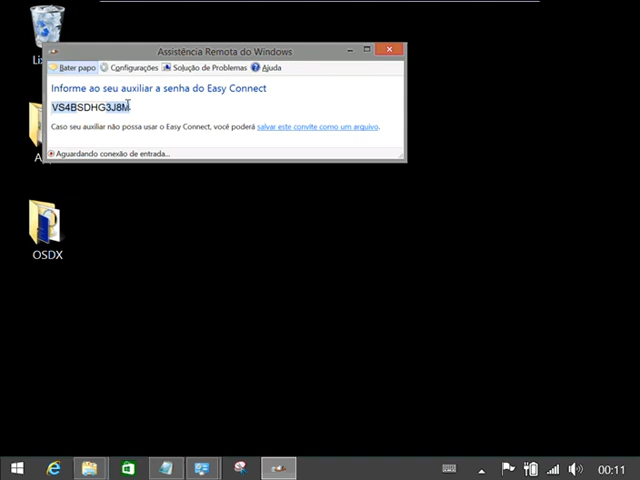 Assistência Remota do Windows
Bater papo Configurações Solução de Problemas Ajuda
Informe ao seu auxiliar a senha do Easy Connect
VS4BSDHG3J8M
Caso seu auxiliar não possa usar o Easy Connect, você poderá salvar este convite como um arquivo.
Aguardando conexão de entrada...
OSDX
00:11